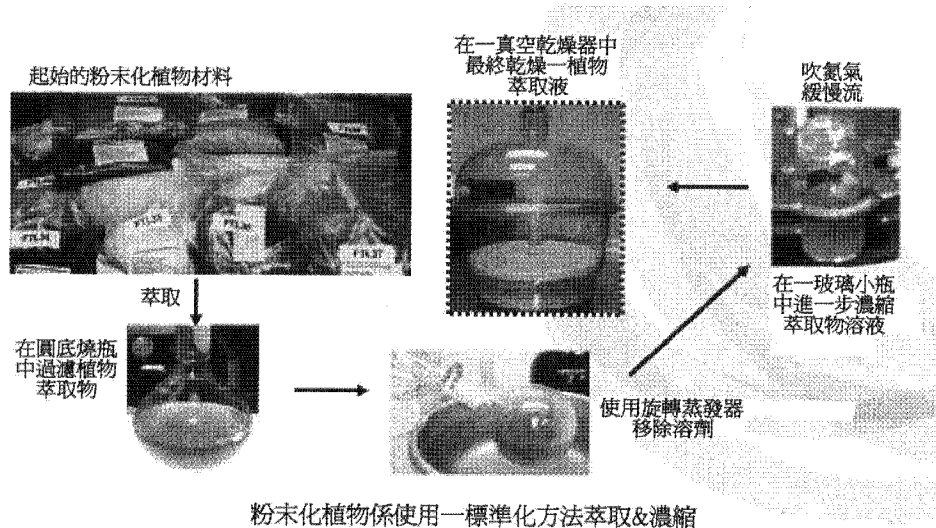 起始的粉末化植物材料
萃取
在圓底燒瓶
中過濾植物
萃取物
使用旋轉蒸發器
移除溶劑
吹氮氣
緩慢流
在一玻璃小瓶
中進一步濃縮
萃取物溶液
在一真空乾燥器中
最終乾燥一植物
萃取液
粉末化植物係使用一標準化方法萃取&濃縮